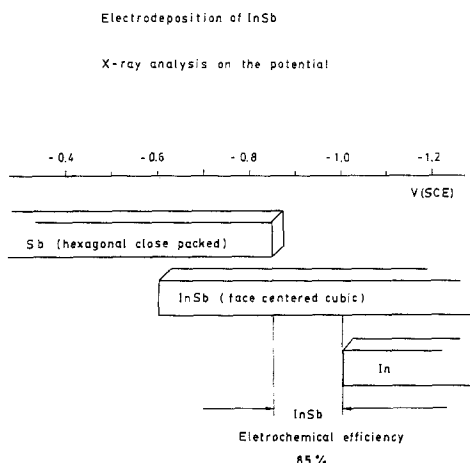 Electrodeposition of InSb
X-ray analysis on the potential
- 0.4 - 0.6 - 0.8 - 1.0 - 1.2
V(SCE)
Sb (hexagonal close packed)
InSb (face centered cubic)
In
InSb
Eletrochemical efficiency
85 %